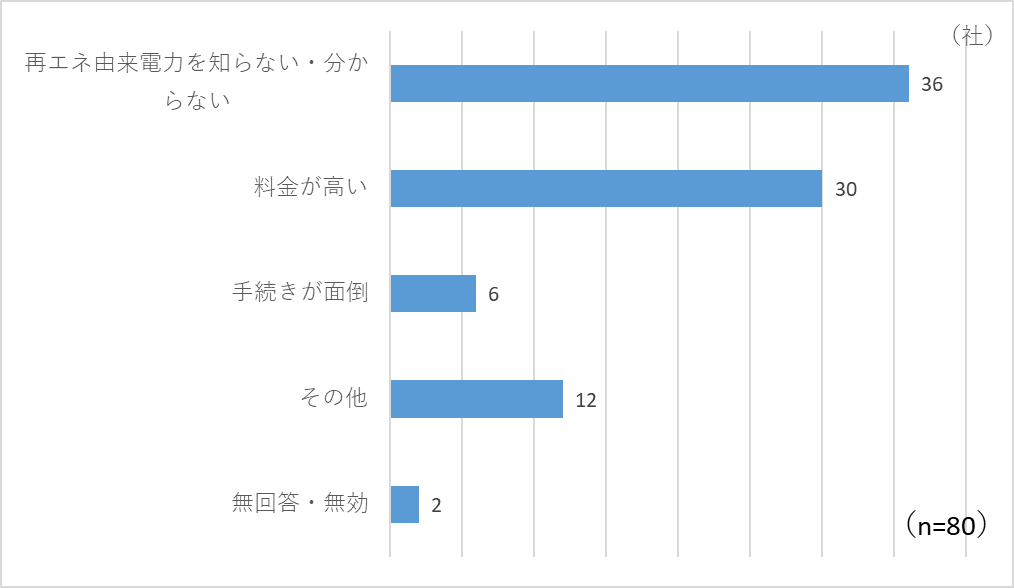 （社）
再エネ由来電力を知らない・分か
らない
36
料金が高い
30
手続きが面倒
6
その他
12
無回答・無効
2
（n=80）